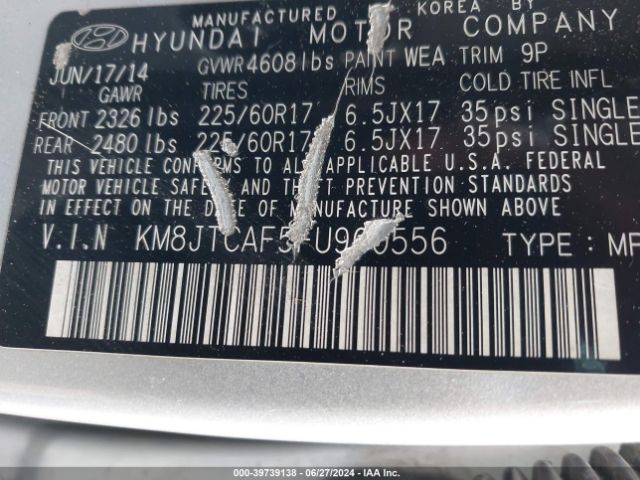 MANUFACTURED KOREA BY
HYUNDAI MOTOR COMPANY
JUN/17/14 GVWR 4608 lbs PAINT WEA TRIM 9P
GAWR TIRES RIMS COLD TIRE INFL
FRONT 2326 lbs 225/60R17 6.5JX17 35psi SINGLE
REAR 2480 lbs 225/60R17 6.5JX17 35psi SINGLE
THIS VEHICLE CONFORMS TO ALL APPLICABLE U.S.A. FEDERAL
MOTOR VEHICLE SAFETY AND THEFT PREVENTION STANDARDS
IN EFFECT ON THE DATE OF MANUFACTURE SHOWN ABOVE
V.I.N KM8JTCAF5 U9 0556 TYPE: MP
000-39739138 - 06/27/2024 - IAA Inc.